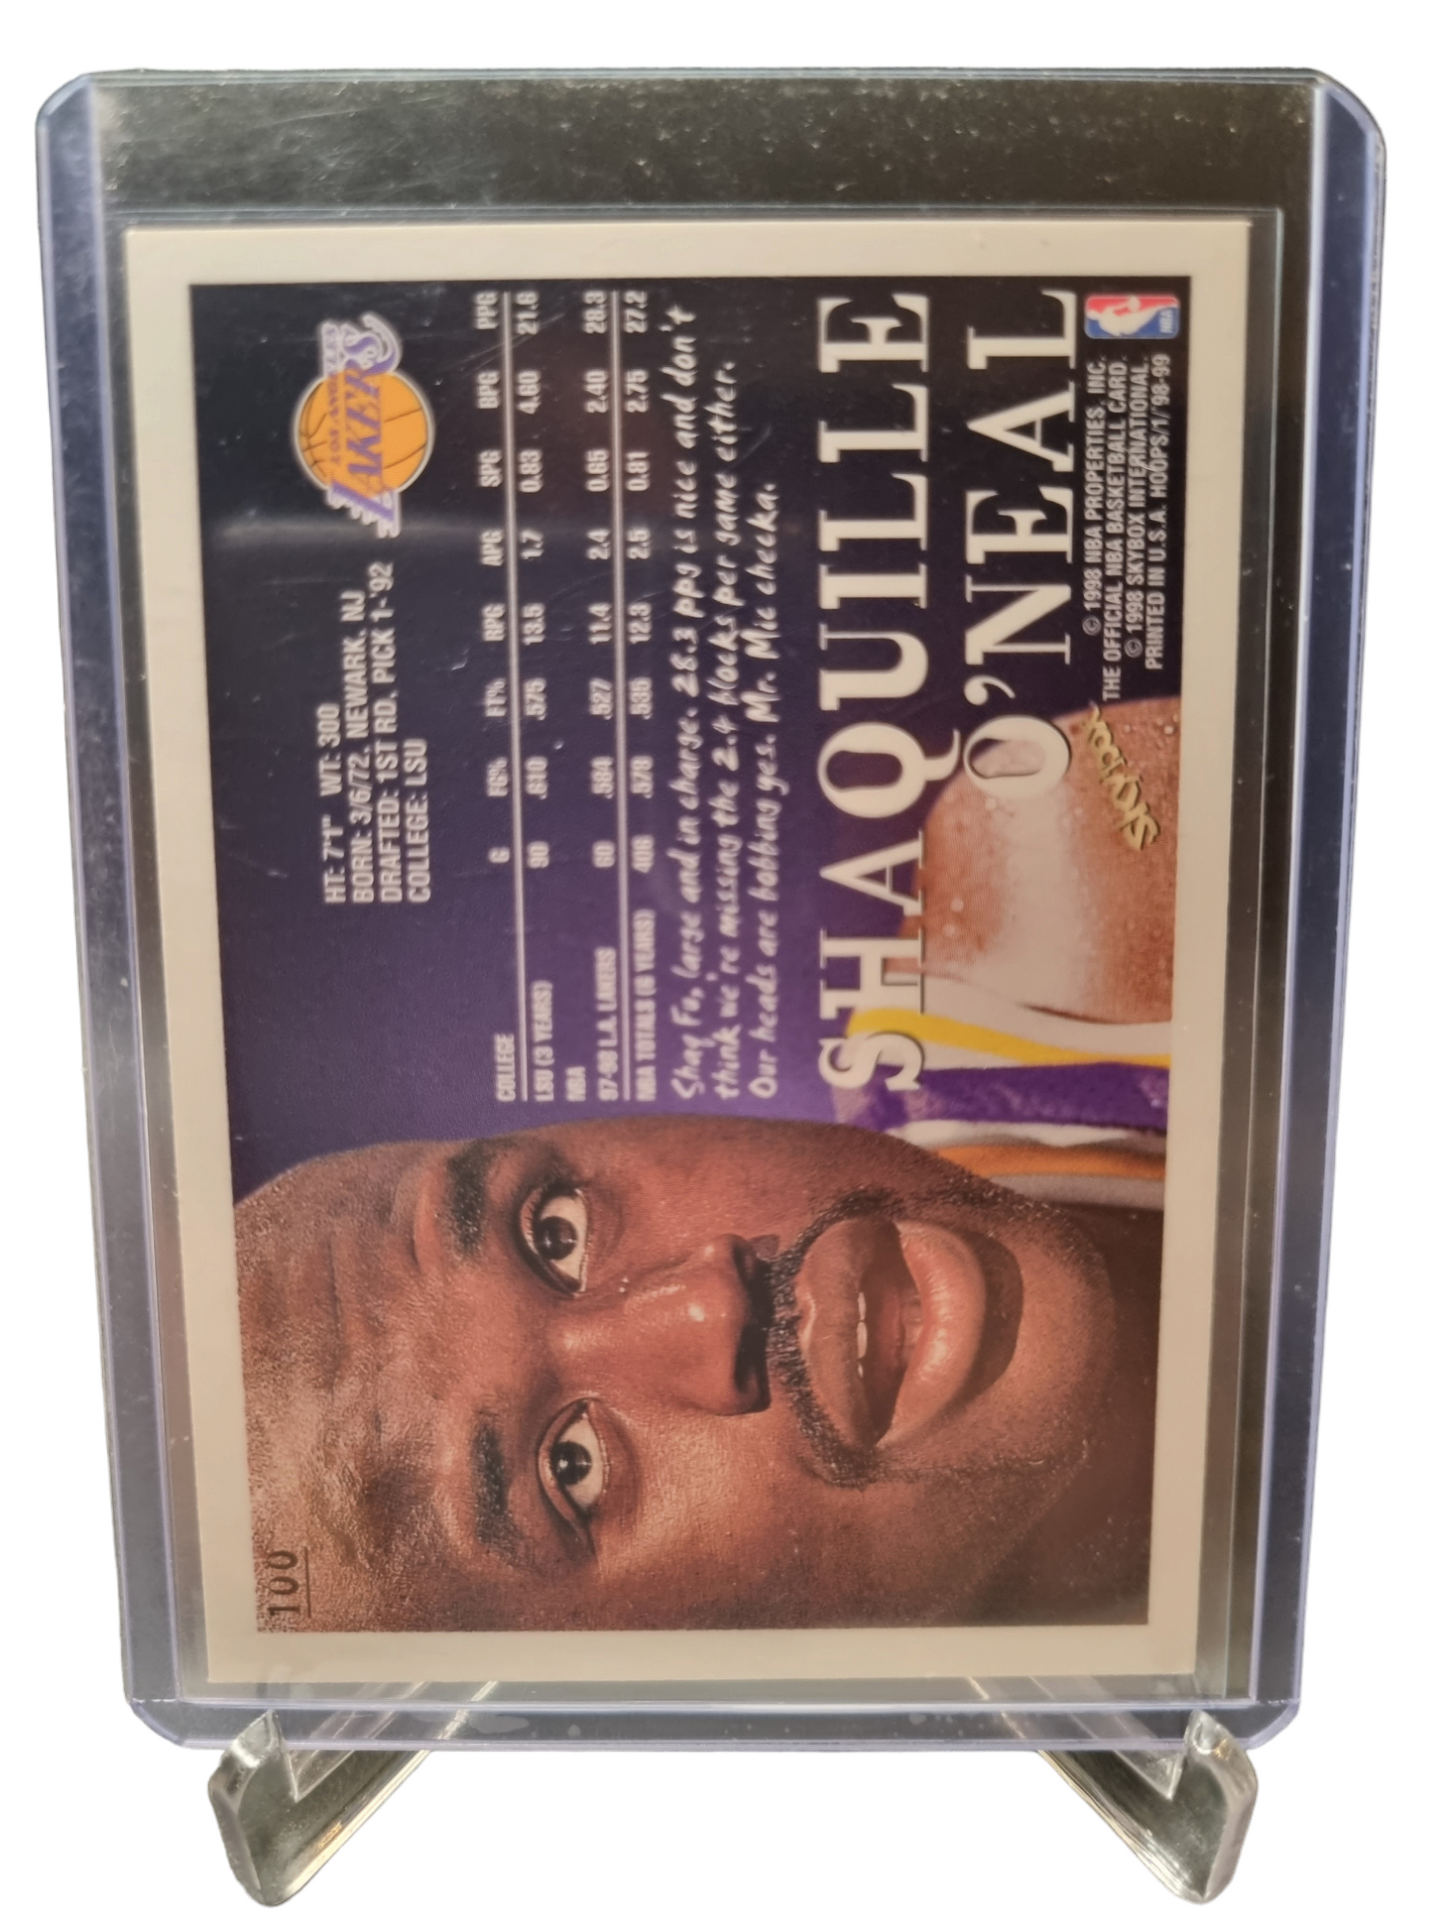 100
LOS ANGELES
LAKERS
HT: 7'1" WT: 300
BORN: 3/6/72. NEWARK. NJ
DRAFTED: 1ST RD. PICK 1-'92
COLLEGE: LSU
COLLEGE G FG% FT% RPG APG SPG BPG PPG
LSU (3 YEARS) 90 .610 .575 13.5 1.7 0.83 4.60 21.6
NBA
97-98 L.A. LAKERS 60 .584 .527 11.4 2.4 0.65 2.40 28.3
NBA TOTALS (6 YEARS) 406 .578 .535 12.3 2.5 0.81 2.75 27.2
Shaq Fu, large and in charge. 28.3 ppg is nice and don't
think we're missing the 2.4 blocks per game either.
Our heads are bobbing yes. Mr. Mic checka.
SHAQUILLE
O'NEAL
SKYBOX
NBA
© 1998 NBA PROPERTIES, INC.
THE OFFICIAL NBA BASKETBALL CARD.
© 1998 SKYBOX INTERNATIONAL.
PRINTED IN U.S.A. HOOPS/1/'98-99